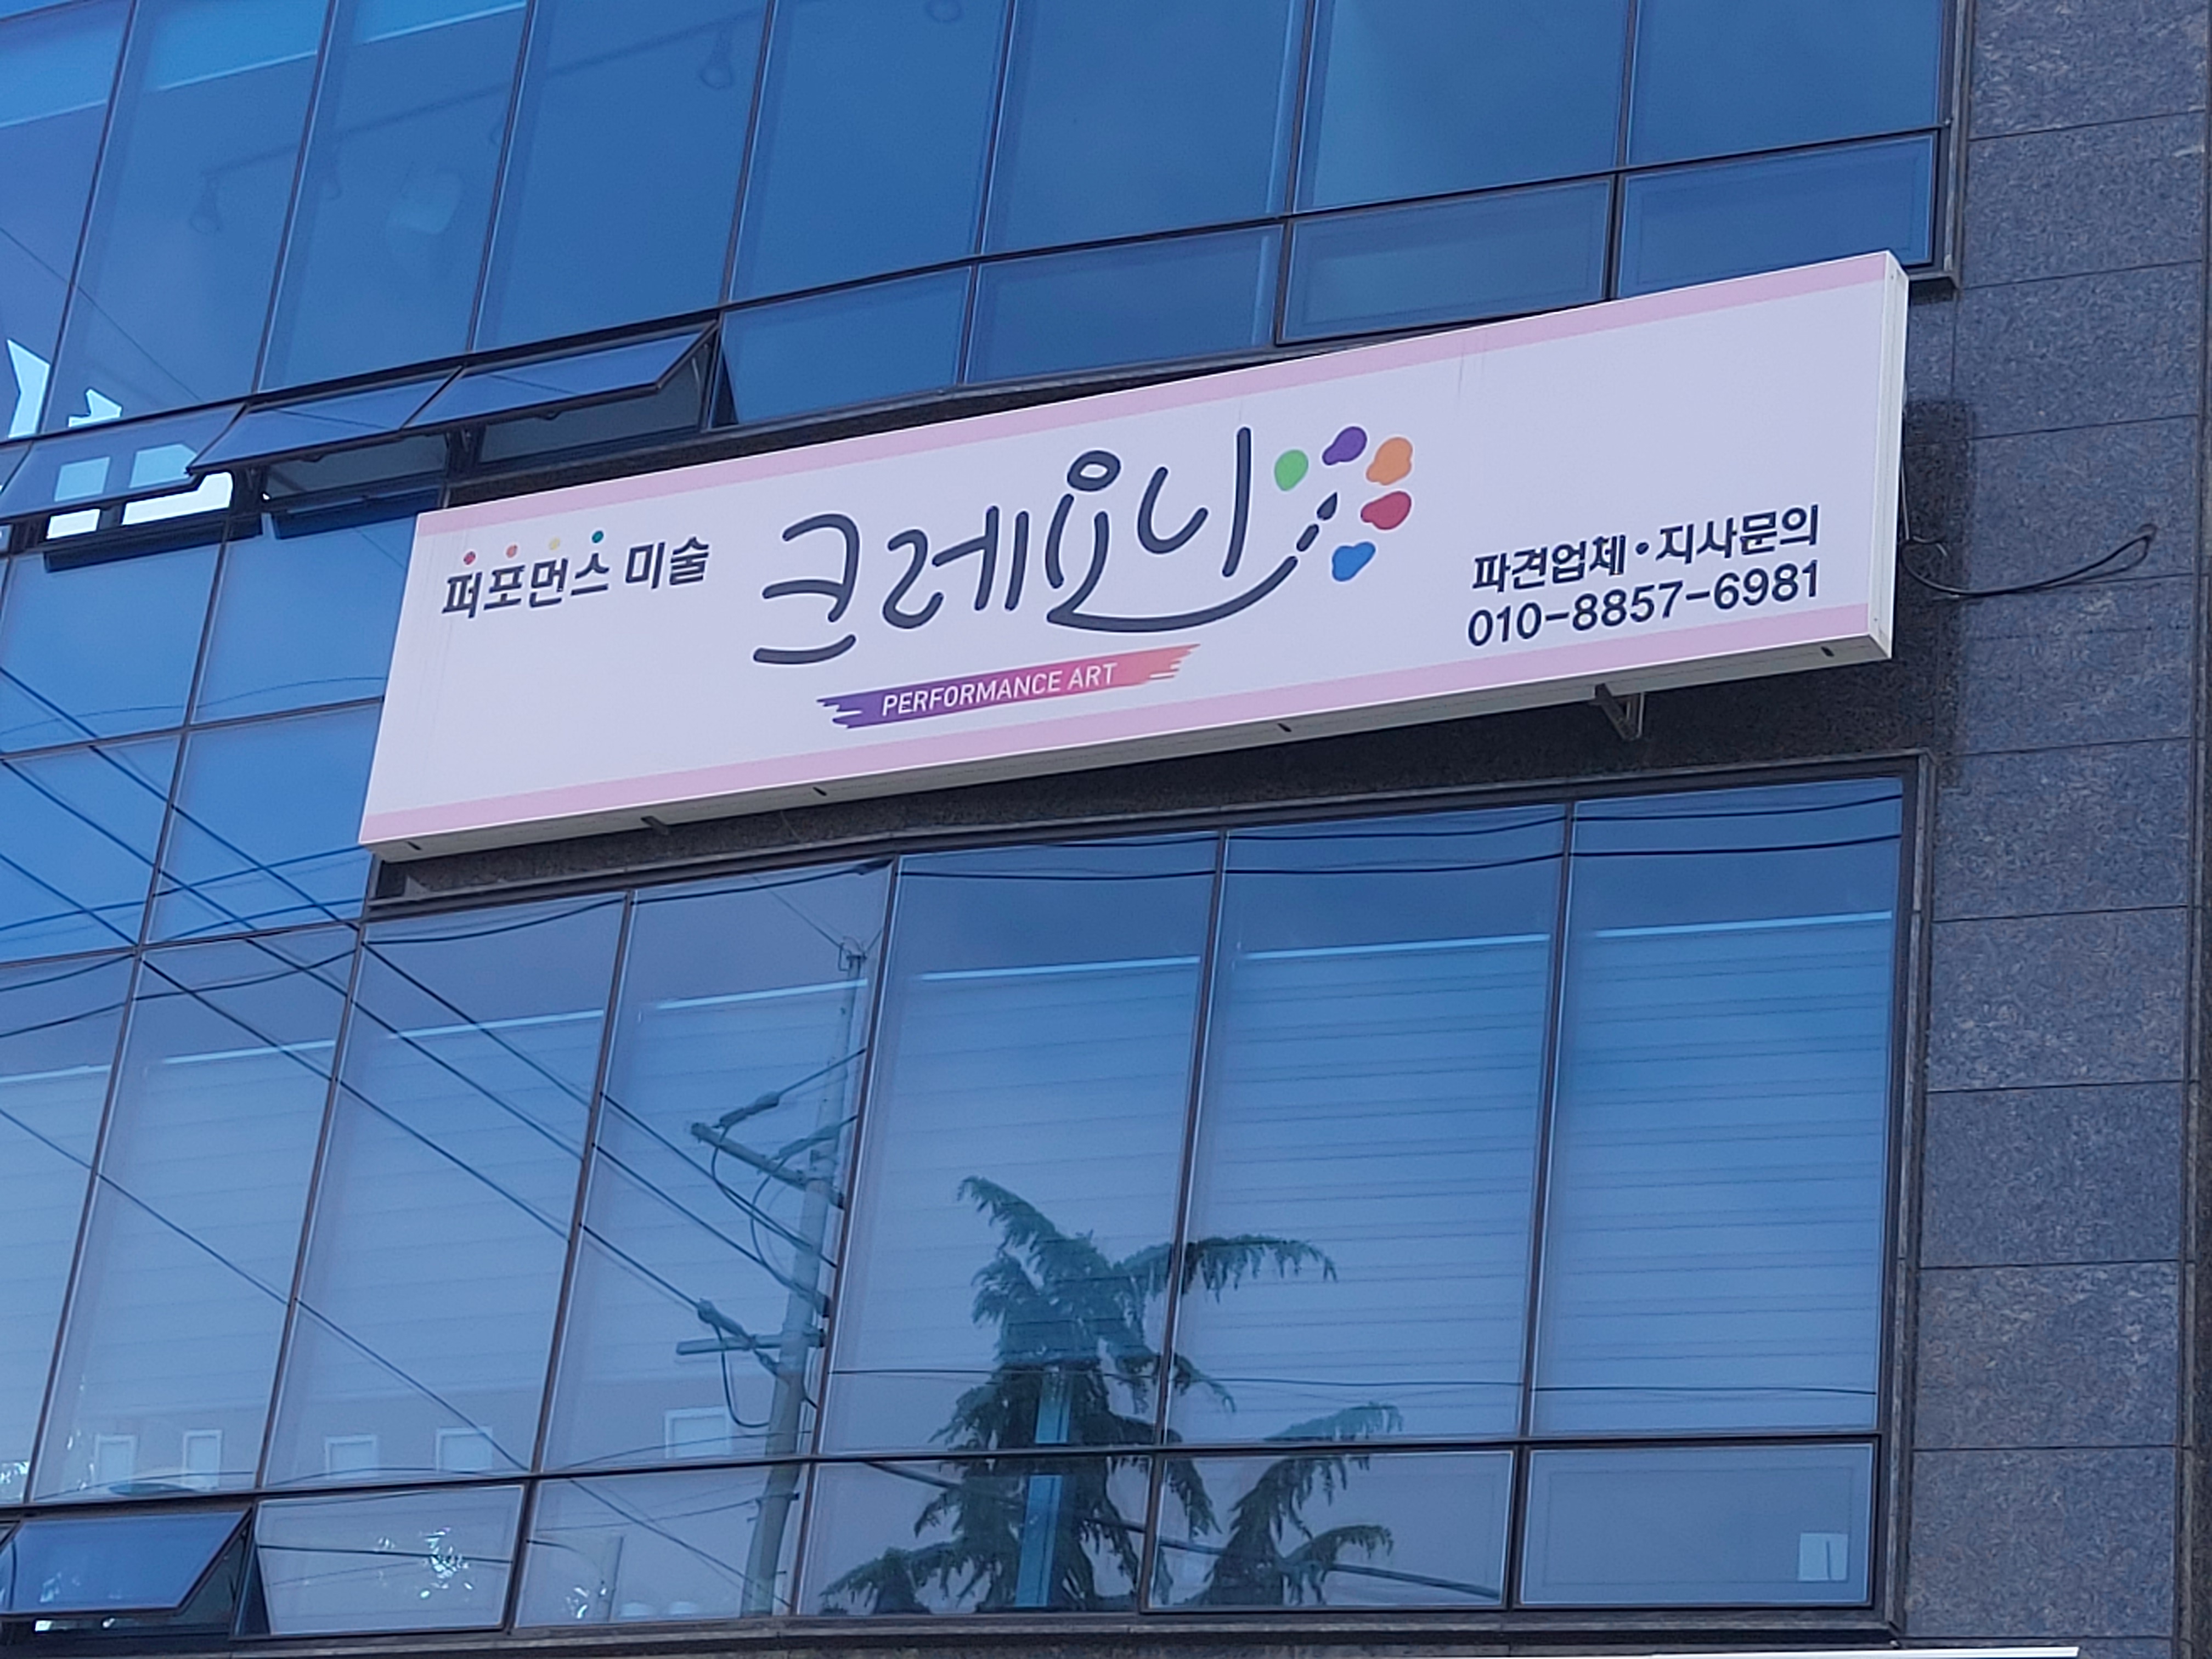 퍼포먼스 미술
크레요니
PERFORMANCE ART
파견업체·지사문의
010-8857-6981